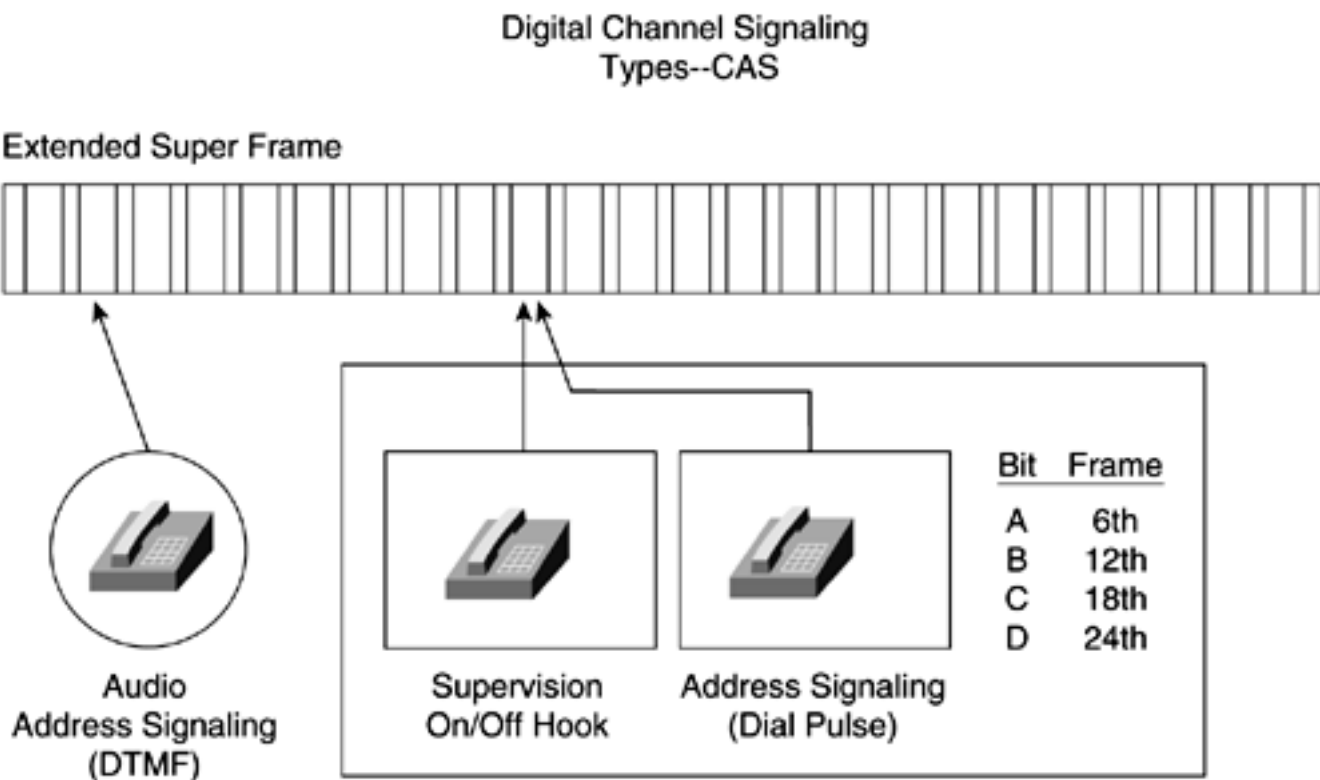 Digital Channel Signaling
Types--CAS
Extended Super Frame
Bit Frame
A 6th
B 12th
C 18th
D 24th
Audio
Address Signaling
(DTMF)
Supervision
On/Off Hook
Address Signaling
(Dial Pulse)